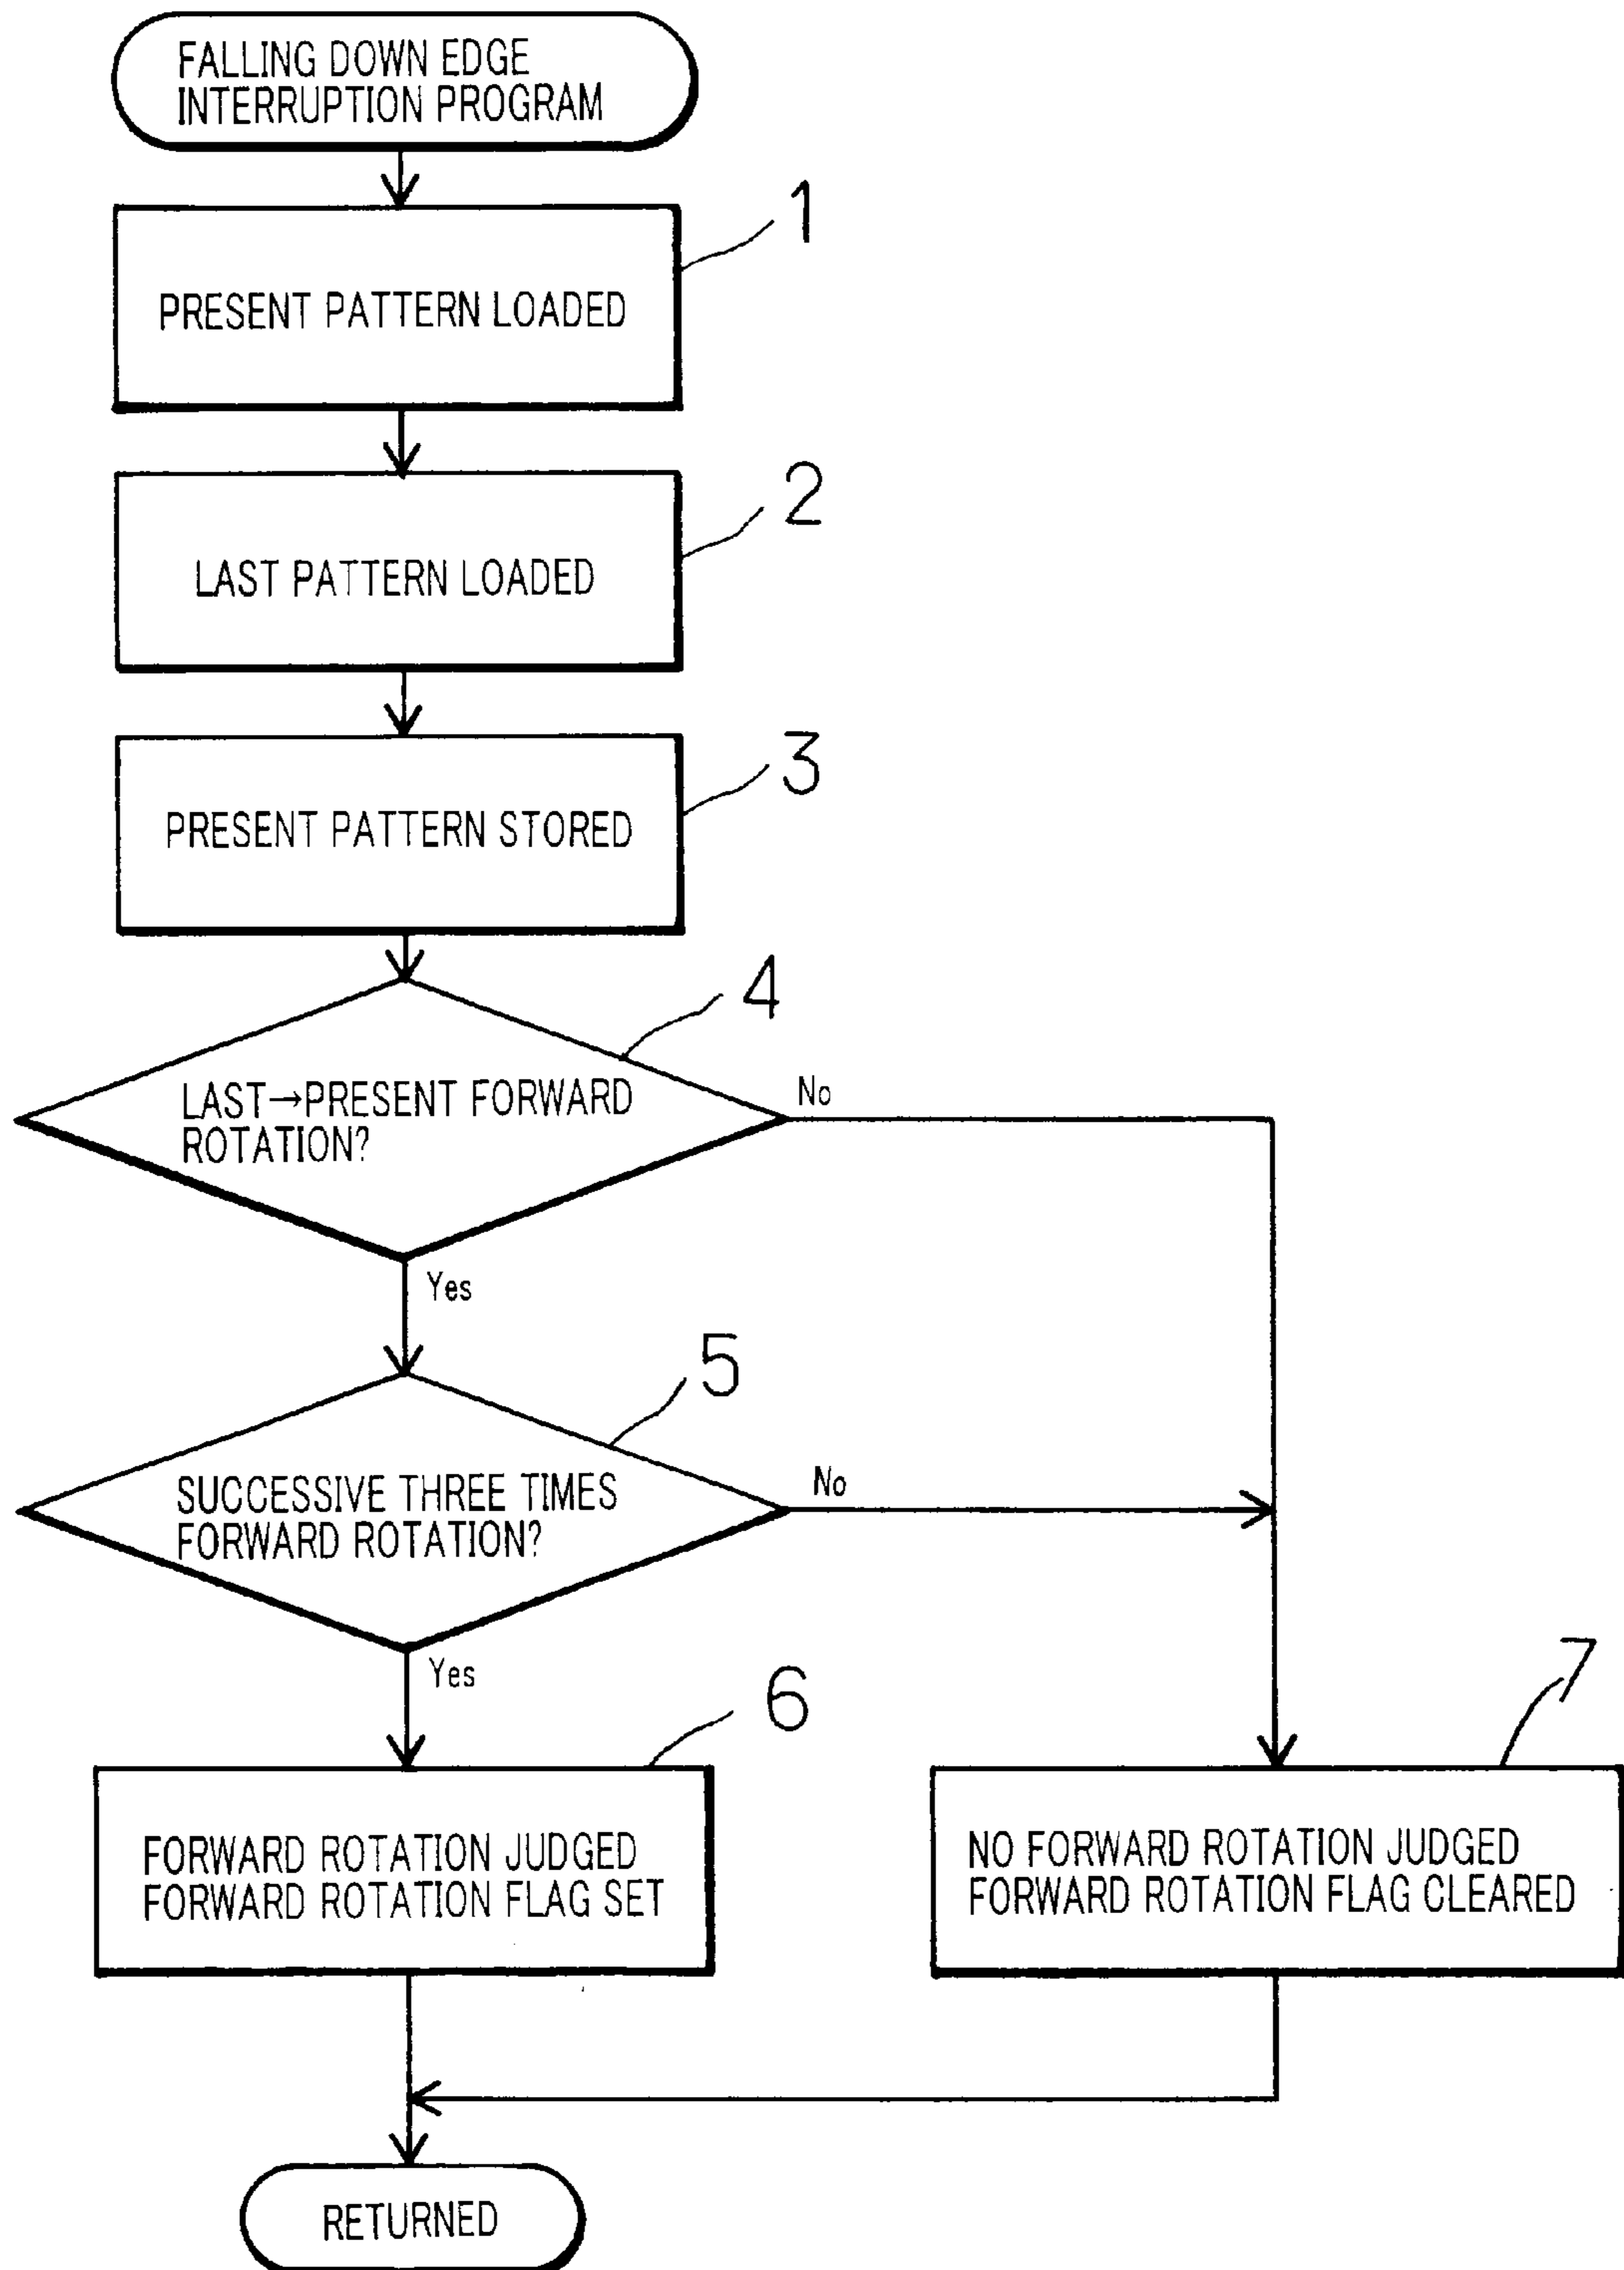 FALLING DOWN EDGE
INTERRUPTION PROGRAM
1
PRESENT PATTERN LOADED
2
LAST PATTERN LOADED
3
PRESENT PATTERN STORED
4
LAST→PRESENT FORWARD
ROTATION?
No
Yes
5
SUCCESSIVE THREE TIMES
FORWARD ROTATION?
No
Yes
6
FORWARD ROTATION JUDGED
FORWARD ROTATION FLAG SET
7
NO FORWARD ROTATION JUDGED
FORWARD ROTATION FLAG CLEARED
RETURNED